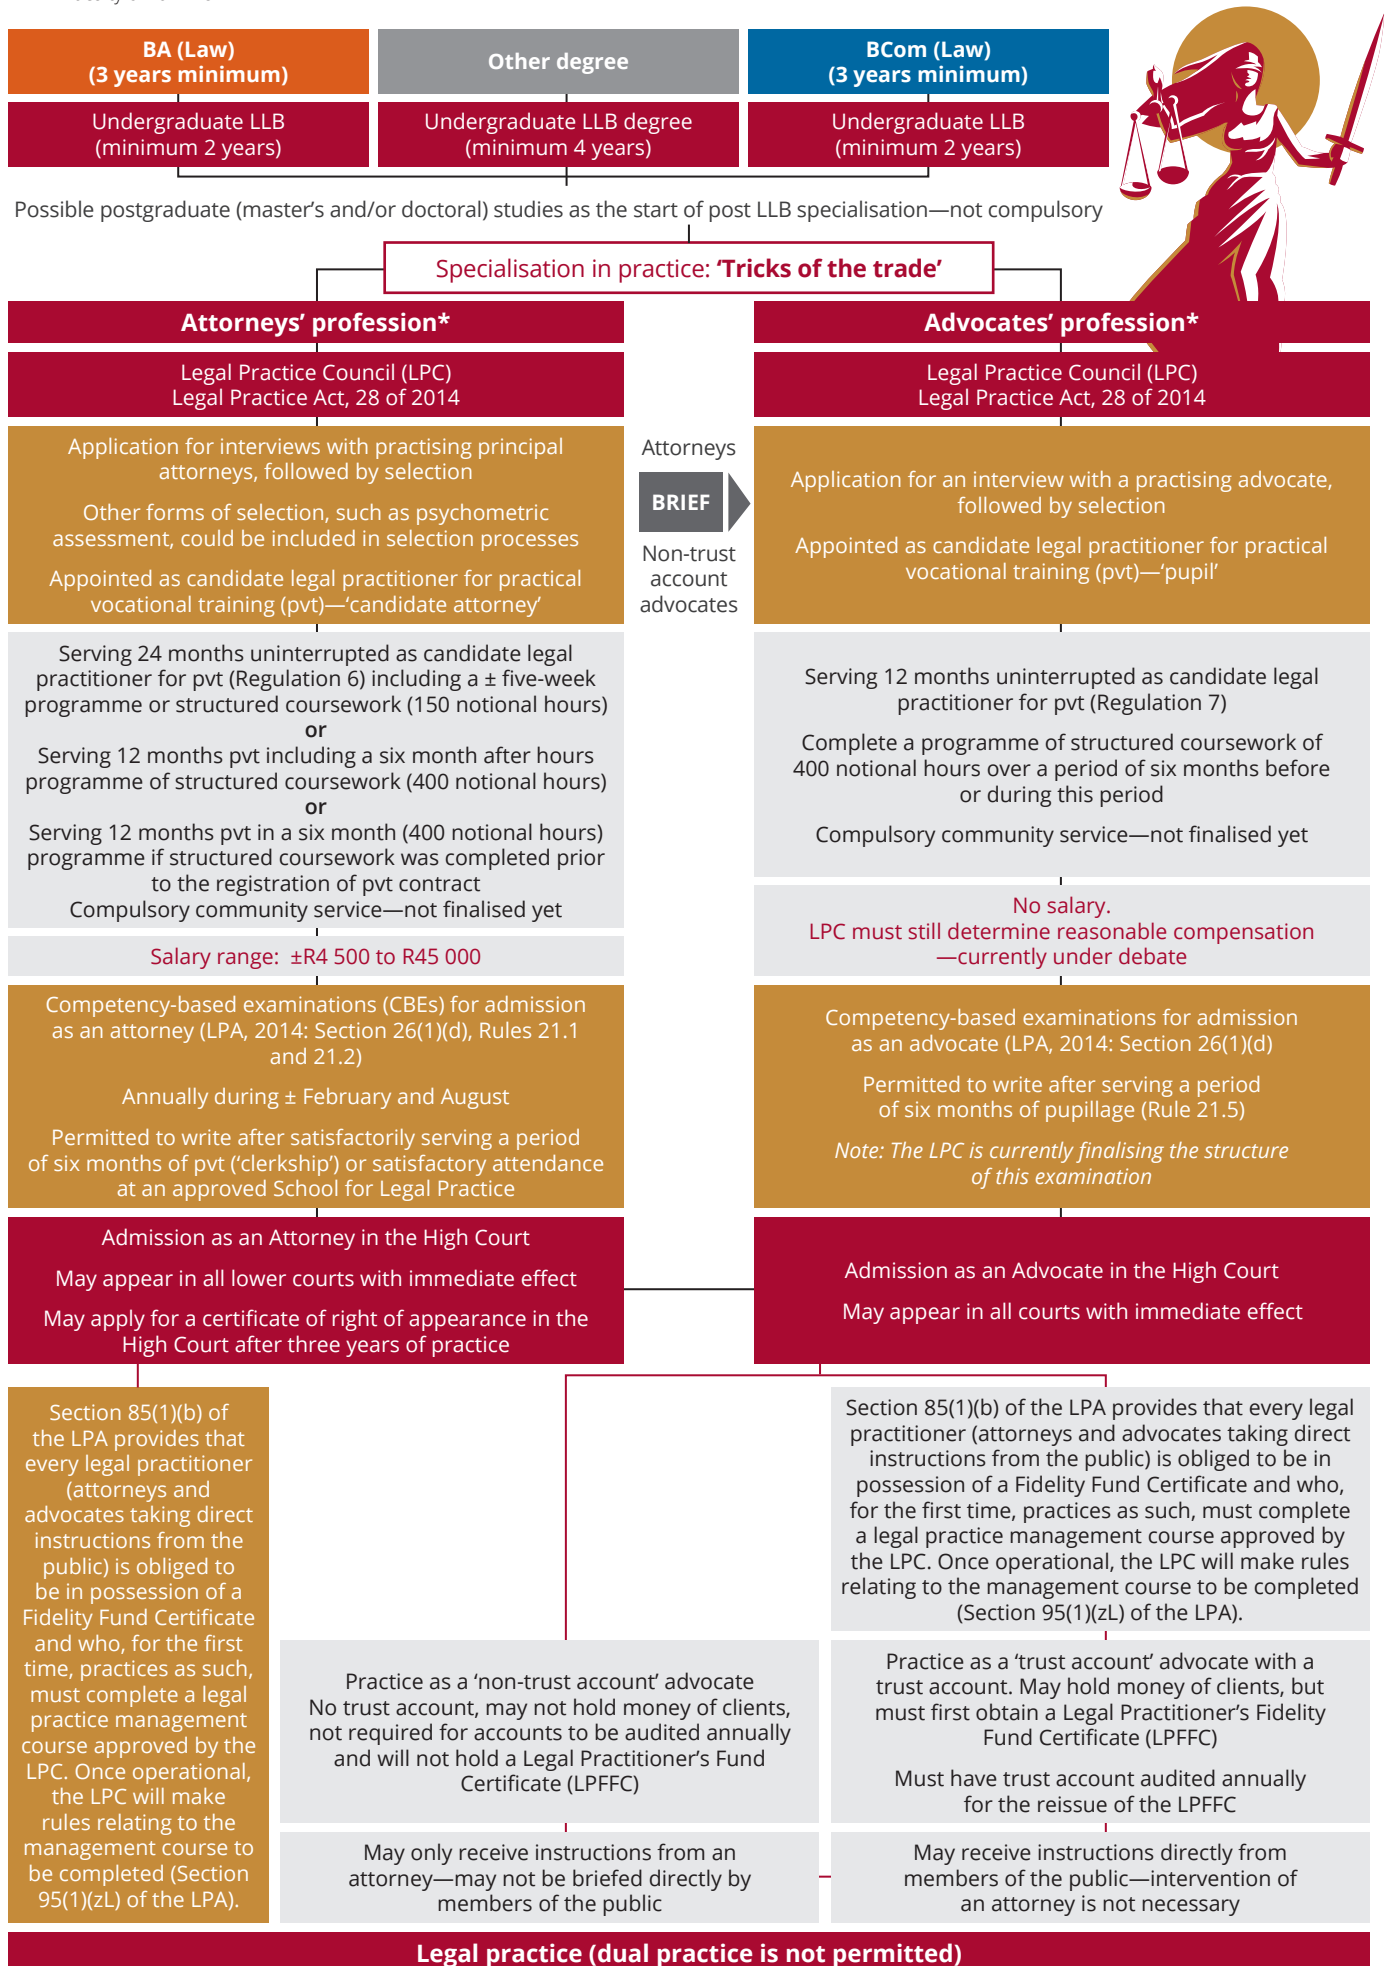 BA (Law)
(3 years minimum)
Other degree
BCom (Law)
(3 years minimum)
Undergraduate LLB
(minimum 2 years)
Undergraduate LLB degree
(minimum 4 years)
Undergraduate LLB
(minimum 2 years)
Possible postgraduate (master's and/or doctoral) studies as the start of post LLB specialisation—not compulsory
Specialisation in practice: 'Tricks of the trade'
Attorneys' profession*
Legal Practice Council (LPC)
Legal Practice Act, 28 of 2014
Application for interviews with practising principal
attorneys, followed by selection
Other forms of selection, such as psychometric
assessment, could be included in selection processes
Appointed as candidate legal practitioner for practical
vocational training (pvt)—'candidate attorney'
Serving 24 months uninterrupted as candidate legal
practitioner for pvt (Regulation 6) including a ± five-week
programme or structured coursework (150 notional hours)
or
Serving 12 months pvt including a six month after hours
programme of structured coursework (400 notional hours)
or
Serving 12 months pvt in a six month (400 notional hours)
programme if structured coursework was completed prior
to the registration of pvt contract
Compulsory community service—not finalised yet
Salary range: ±R4 500 to R45 000
Competency-based examinations (CBEs) for admission
as an attorney (LPA, 2014: Section 26(1)(d), Rules 21.1
and 21.2)
Annually during ± February and August
Permitted to write after satisfactorily serving a period
of six months of pvt ('clerkship') or satisfactory attendance
at an approved School for Legal Practice
Admission as an Attorney in the High Court
May appear in all lower courts with immediate effect
May apply for a certificate of right of appearance in the
High Court after three years of practice
Attorneys
BRIEF
Non-trust
account
advocates
Advocates' profession*
Legal Practice Council (LPC)
Legal Practice Act, 28 of 2014
Application for an interview with a practising advocate,
followed by selection
Appointed as candidate legal practitioner for practical
vocational training (pvt)—'pupil'
Serving 12 months uninterrupted as candidate legal
practitioner for pvt (Regulation 7)
Complete a programme of structured coursework of
400 notional hours over a period of six months before
or during this period
Compulsory community service—not finalised yet
No salary.
LPC must still determine reasonable compensation
—currently under debate
Competency-based examinations for admission
as an advocate (LPA, 2014: Section 26(1)(d)
Permitted to write after serving a period
of six months of pupillage (Rule 21.5)
Note: The LPC is currently finalising the structure
of this examination
Admission as an Advocate in the High Court
May appear in all courts with immediate effect
Section 85(1)(b) of
the LPA provides that
every legal practitioner
(attorneys and
advocates taking direct
instructions from the
public) is obliged to
be in possession of a
Fidelity Fund Certificate
and who, for the first
time, practices as such,
must complete a legal
practice management
course approved by the
LPC. Once operational,
the LPC will make
rules relating to the
management course to
be completed (Section
95(1)(zL) of the LPA).
Practice as a 'non-trust account' advocate
No trust account, may not hold money of clients,
not required for accounts to be audited annually
and will not hold a Legal Practitioner's Fund
Certificate (LPFFC)
May only receive instructions from an
attorney—may not be briefed directly by
members of the public
Section 85(1)(b) of the LPA provides that every legal
practitioner (attorneys and advocates taking direct
instructions from the public) is obliged to be in
possession of a Fidelity Fund Certificate and who,
for the first time, practices as such, must complete
a legal practice management course approved by
the LPC. Once operational, the LPC will make rules
relating to the management course to be completed
(Section 95(1)(zL) of the LPA).
Practice as a 'trust account' advocate with a
trust account. May hold money of clients, but
must first obtain a Legal Practitioner's Fidelity
Fund Certificate (LPFFC)
Must have trust account audited annually
for the reissue of the LPFFC
May receive instructions directly from
members of the public—intervention of
an attorney is not necessary
Legal practice (dual practice is not permitted)